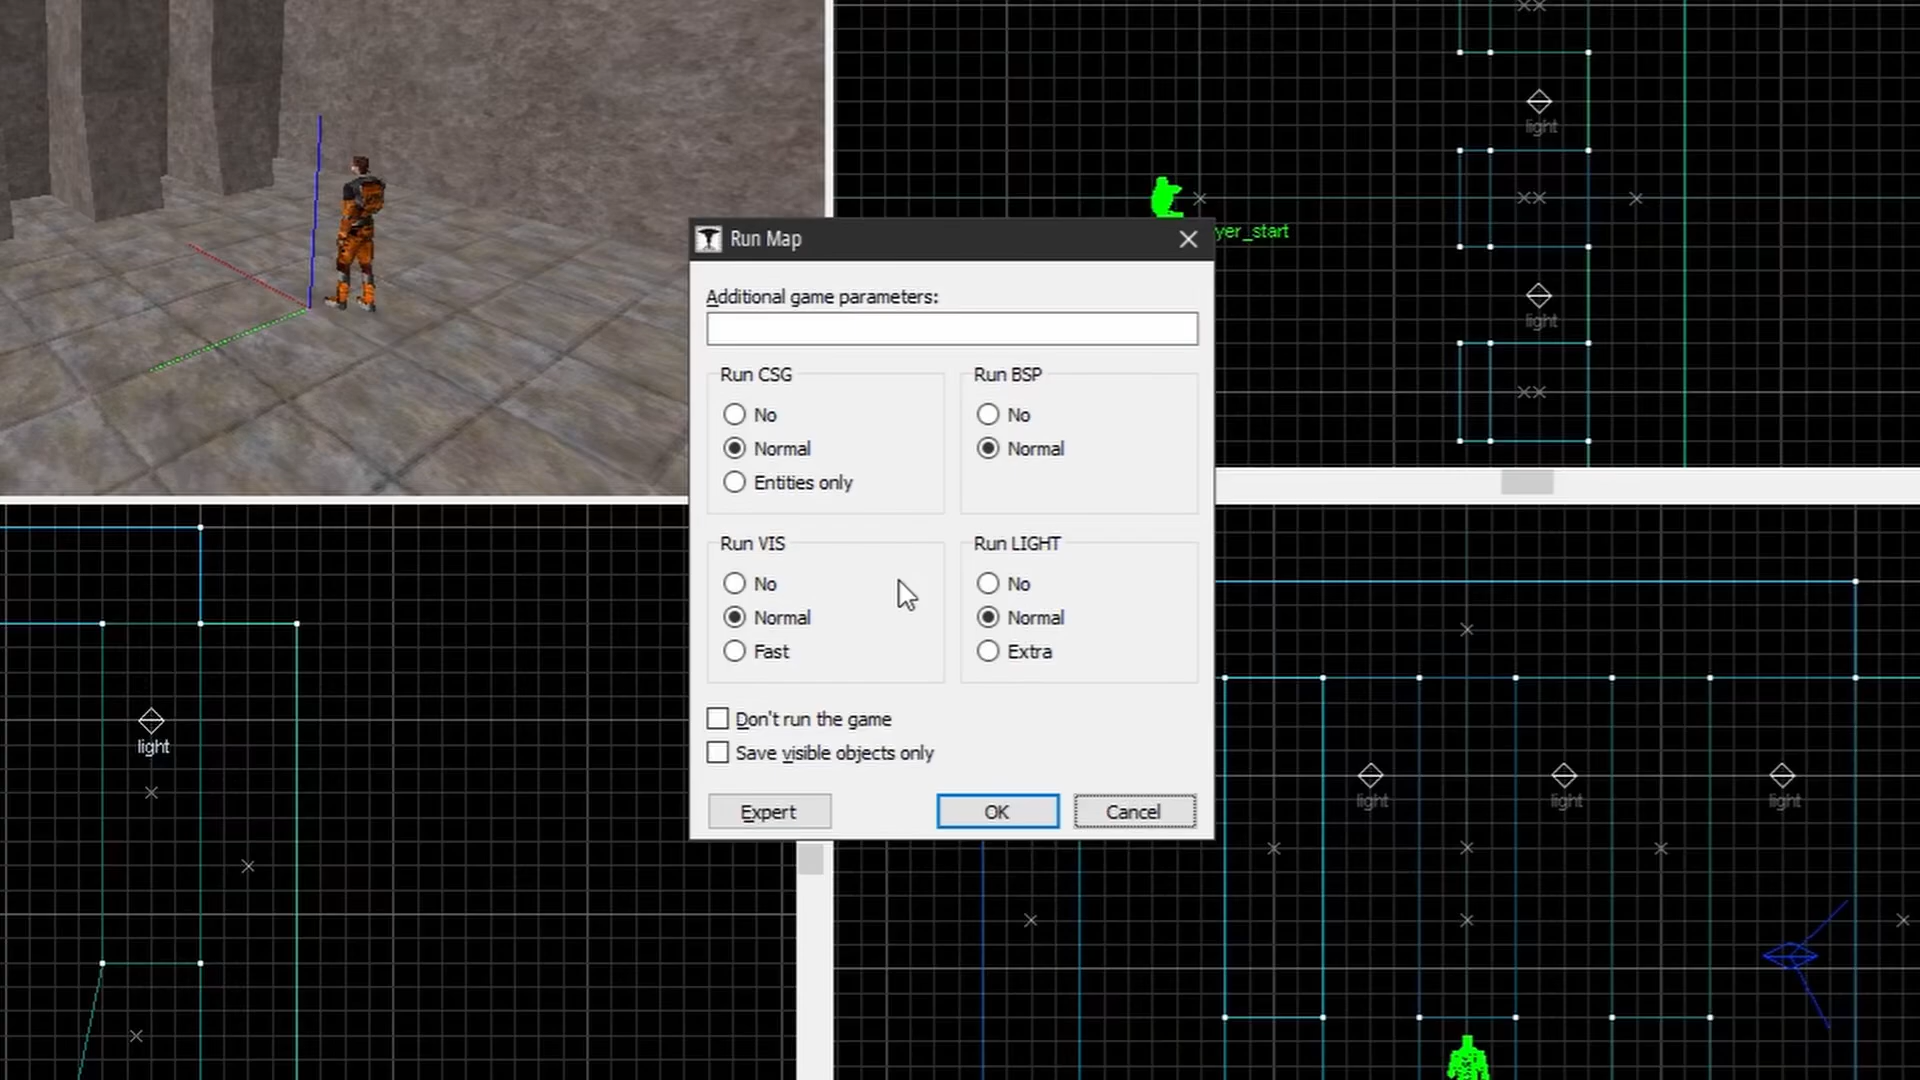 light
yer_start
light
Run Map
Additional game parameters:
Run CSG
No
Normal
Entities only
Run BSP
No
Normal
Run VIS
No
Normal
Fast
Run LIGHT
No
Normal
Extra
Don't run the game
Save visible objects only
Expert
OK
Cancel
light
light
light
light